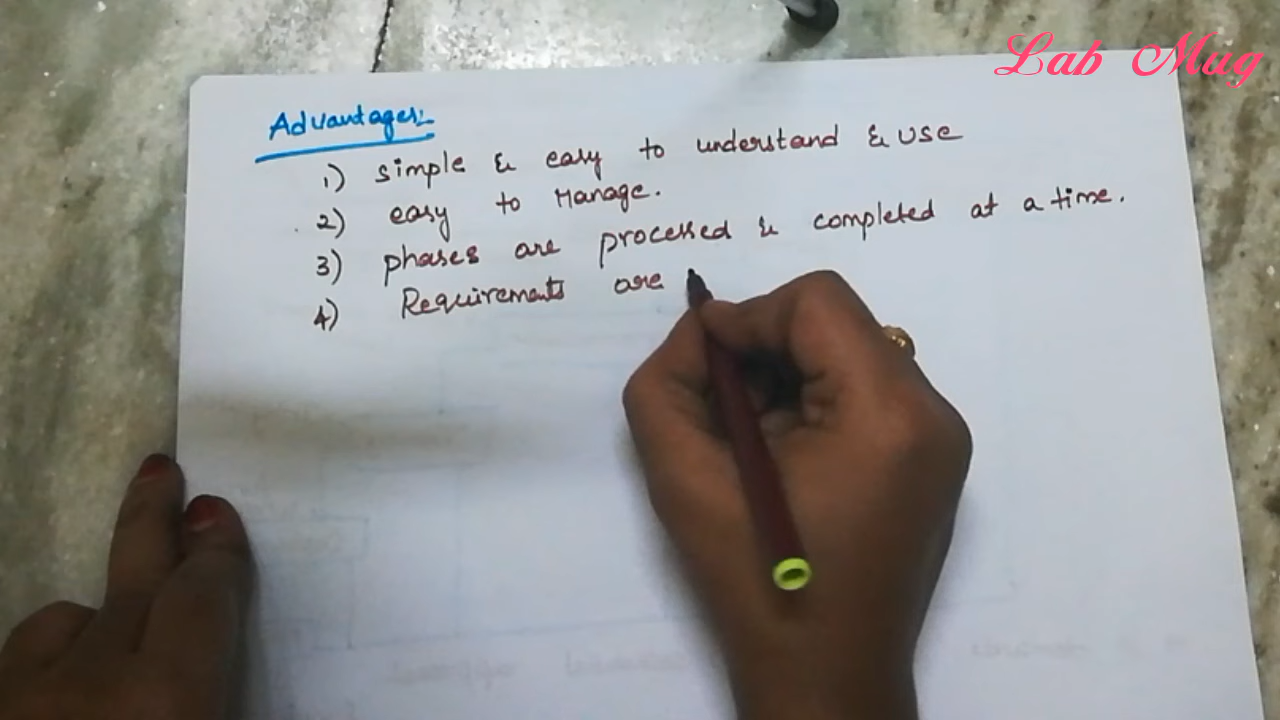 Lab Mug
Advantages:
1) simple & easy to understand & use
2) easy to Manage.
3) phases are processed & completed at a time.
4) Requirements are